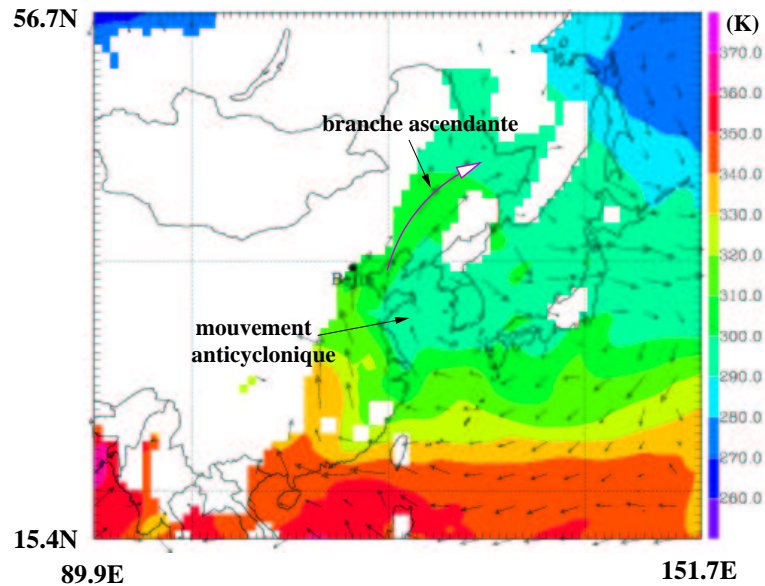 56.7N
(K)
370.0
360.0
350.0
340.0
330.0
320.0
310.0
300.0
290.0
280.0
270.0
260.0
branche ascendante
mouvement
anticyclonique
15.4N
89.9E
151.7E